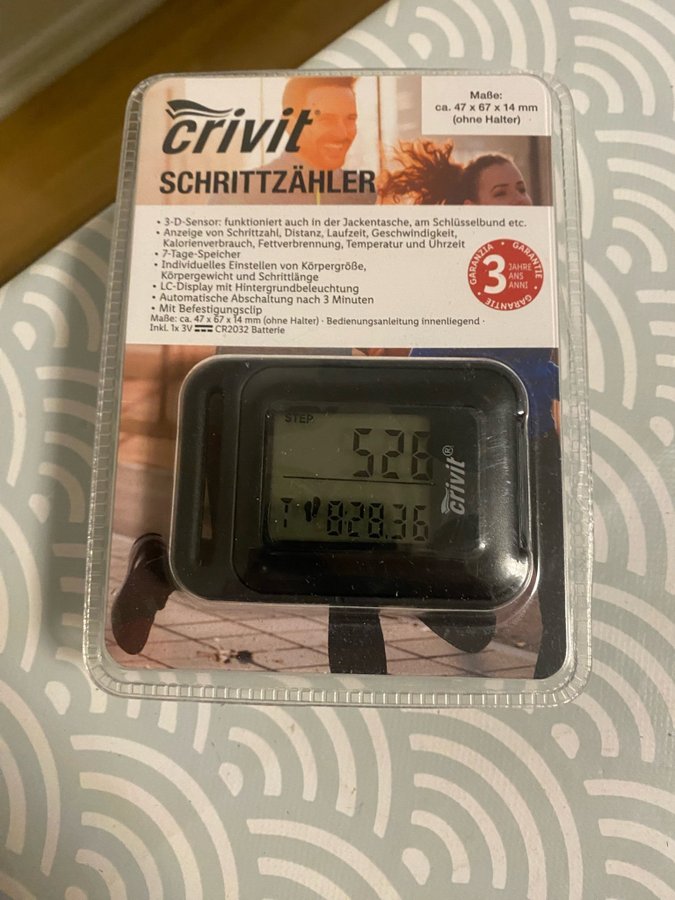 Maße:
ca. 47 x 67 x 14 mm
(ohne Halter)
crivit®
SCHRITTZÄHLER
• 3-D-Sensor: funktioniert auch in der Jackentasche, am Schlüsselbund etc.
• Anzeige von Schrittzahl, Distanz, Laufzeit, Geschwindigkeit,
Kalorienverbrauch, Fettverbrennung, Temperatur und Uhrzeit
• 7-Tage-Speicher
• Individuelles Einstellen von Körpergröße,
Körpergewicht und Schrittlänge
• LC-Display mit Hintergrundbeleuchtung
• Automatische Abschaltung nach 3 Minuten
• Mit Befestigungsclip
Maße: ca. 47 x 67 x 14 mm (ohne Halter) · Bedienungsanleitung innenliegend ·
Inkl. 1x 3V CR2032 Batterie
GARANZIA • GARANTIE •
3 JAHRE
ANS
ANNI
GARANTIE
STEP
526
T 828.36
crivit®